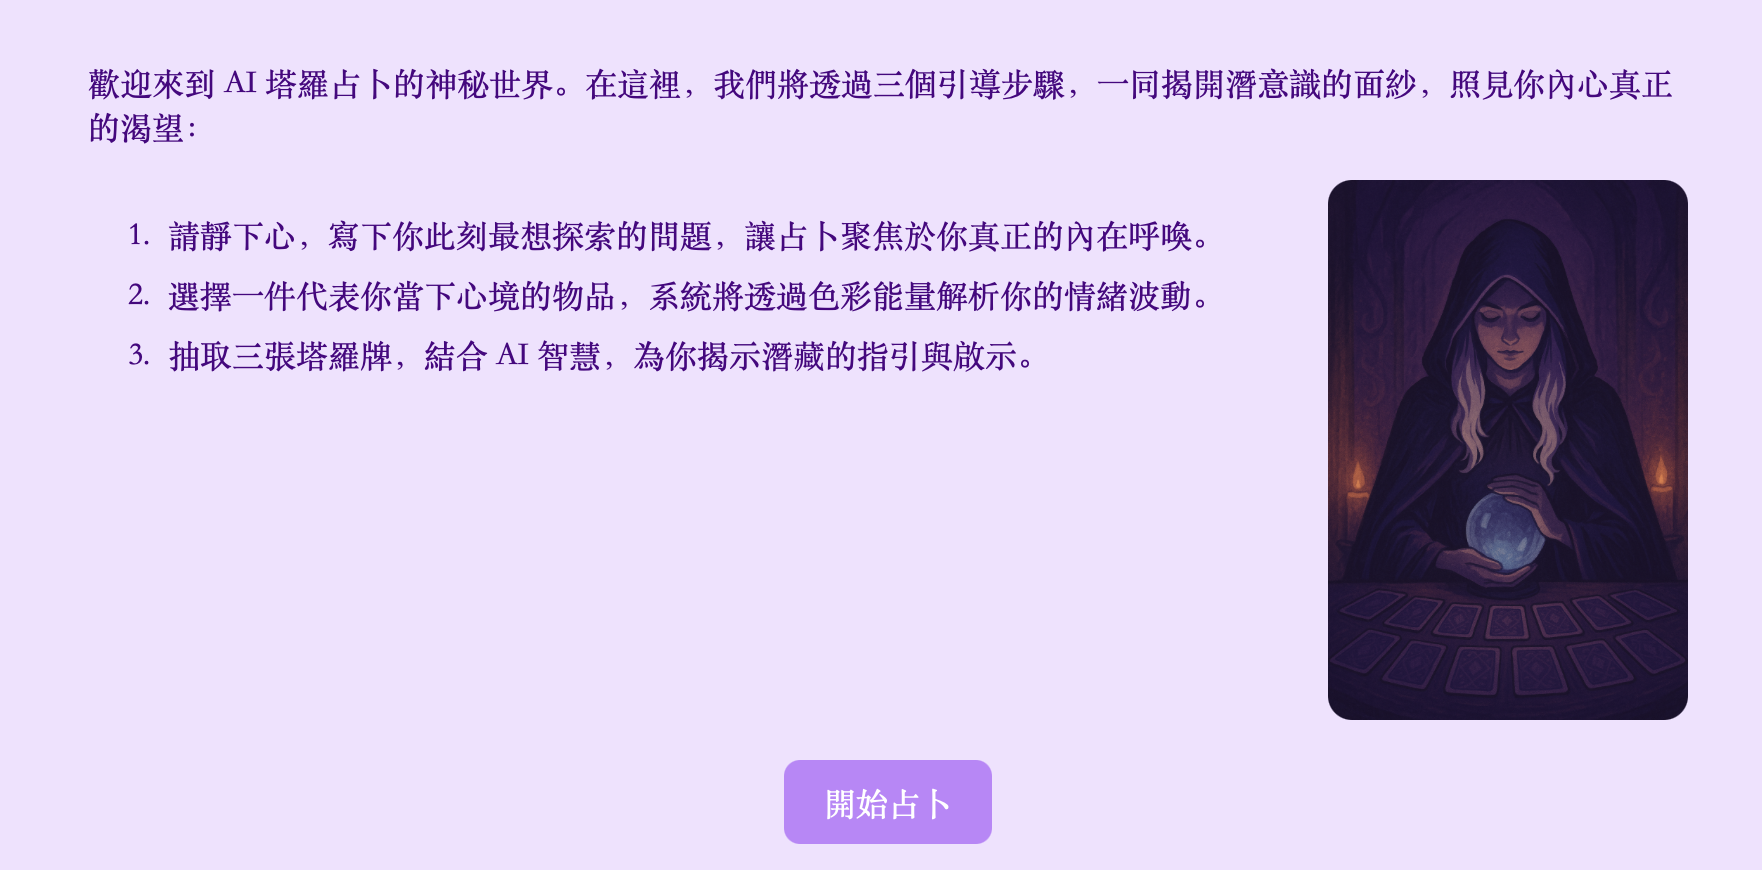 歡迎來到 AI 塔羅占卜的神秘世界。在這裡，我們將透過三個引導步驟，一同揭開潛意識的面紗，照見你內心真正
的渴望：
1. 請靜下心，寫下你此刻最想探索的問題，讓占卜聚焦於你真正的內在呼喚。
2. 選擇一件代表你當下心境的物品，系統將透過色彩能量解析你的情緒波動。
3. 抽取三張塔羅牌，結合 AI 智慧，為你揭示潛藏的指引與啟示。
開始占卜